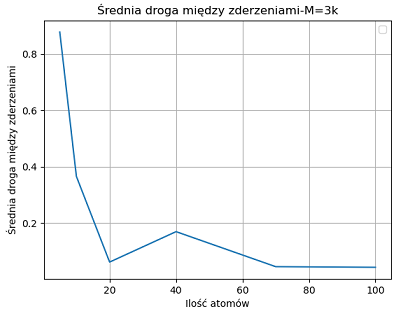 Średnia droga między zderzeniami-M=3k
Średnia droga między zderzeniami
0.8
0.6
0.4
0.2
20 40 60 80 100
Ilość atomów